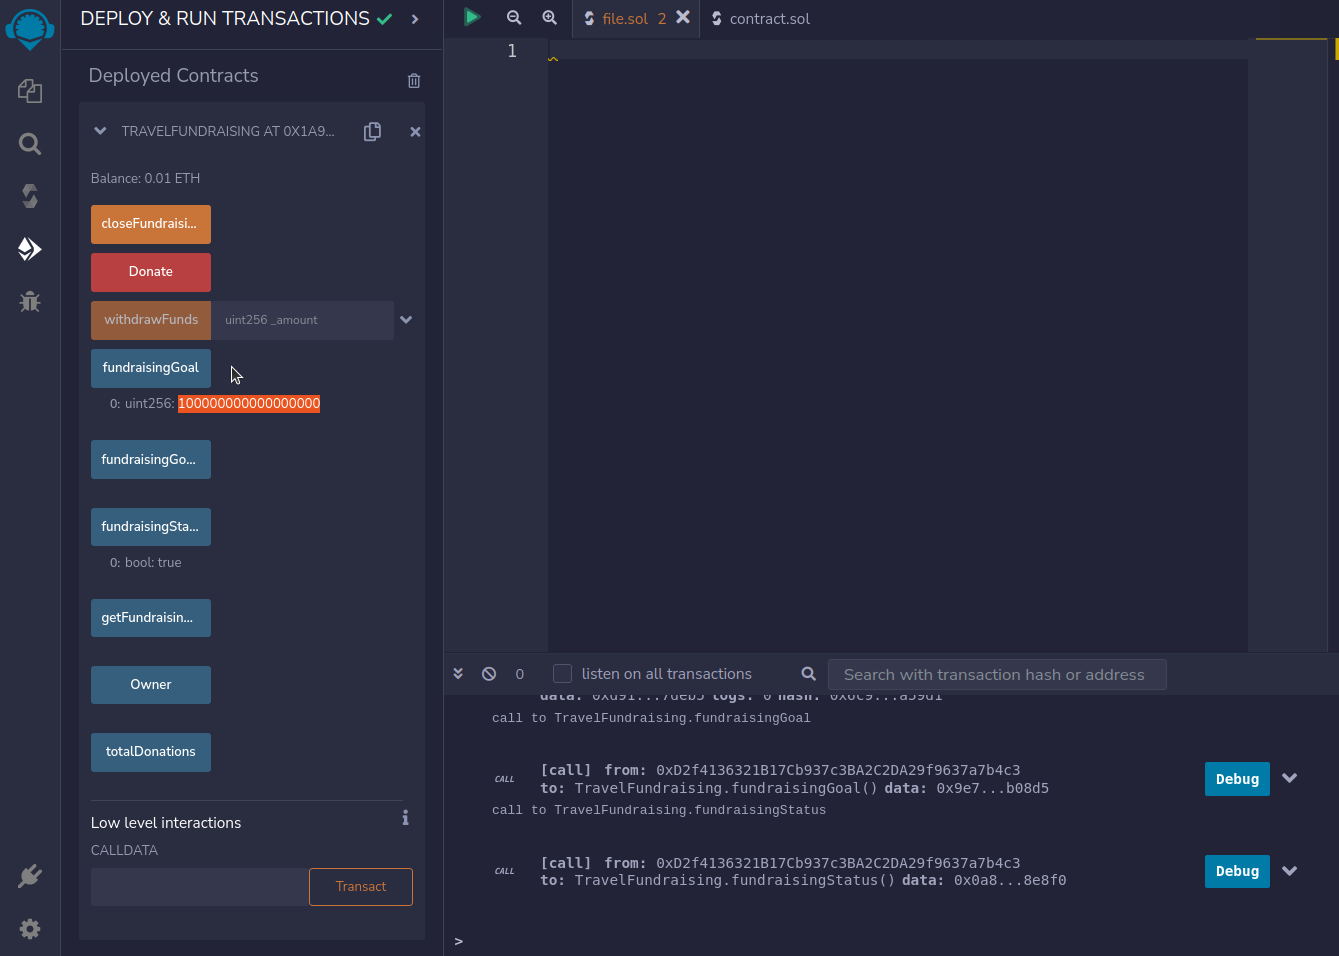 DEPLOY & RUN TRANSACTIONS
Deployed Contracts
TRAVELFUNDRAISING AT 0X1A9...
Balance: 0.01 ETH
closeFundraisi...
Donate
withdrawFunds uint256 _amount
fundraisingGoal
0: uint256: 100000000000000000
fundraisingGo...
fundraisingSta...
0: bool: true
getFundraisin...
Owner
totalDonations
Low level interactions
CALLDATA
Transact
file.sol 2
contract.sol
1
0 listen on all transactions Search with transaction hash or address
data: 0xd91...7deb5 logs: 0 hash: 0x6c9...a59d1
call to TravelFundraising.fundraisingGoal
CALL [call] from: 0xD2f4136321B17Cb937c3BA2C2DA29f9637a7b4c3
to: TravelFundraising.fundraisingGoal() data: 0x9e7...b08d5
Debug
call to TravelFundraising.fundraisingStatus
CALL [call] from: 0xD2f4136321B17Cb937c3BA2C2DA29f9637a7b4c3
to: TravelFundraising.fundraisingStatus() data: 0x0a8...8e8f0
Debug
>